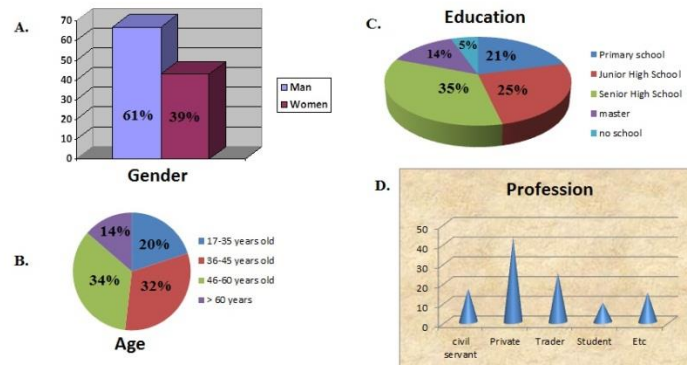 A.
70
60
50
40
30
20
10
0
61%
39%
Man
Women
Gender
B.
14%
20%
34%
32%
17-35 years old
36-45 years old
46-60 years old
> 60 years
Age
C.
Education
5%
14%
21%
35%
25%
Primary school
Junior High School
Senior High School
master
no school
D.
Profession
50
40
30
20
10
0
civil
servant
Private
Trader
Student
Etc